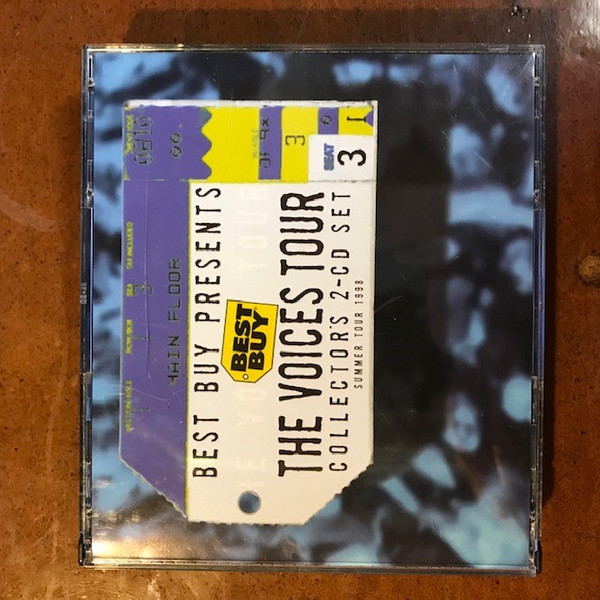 BEST BUY PRESENTS
BEST
BUY
THE VOICES TOUR
COLLECTOR'S 2-CD SET
SUMMER TOUR 1998
MAIN FLOOR
SEAT
3
3